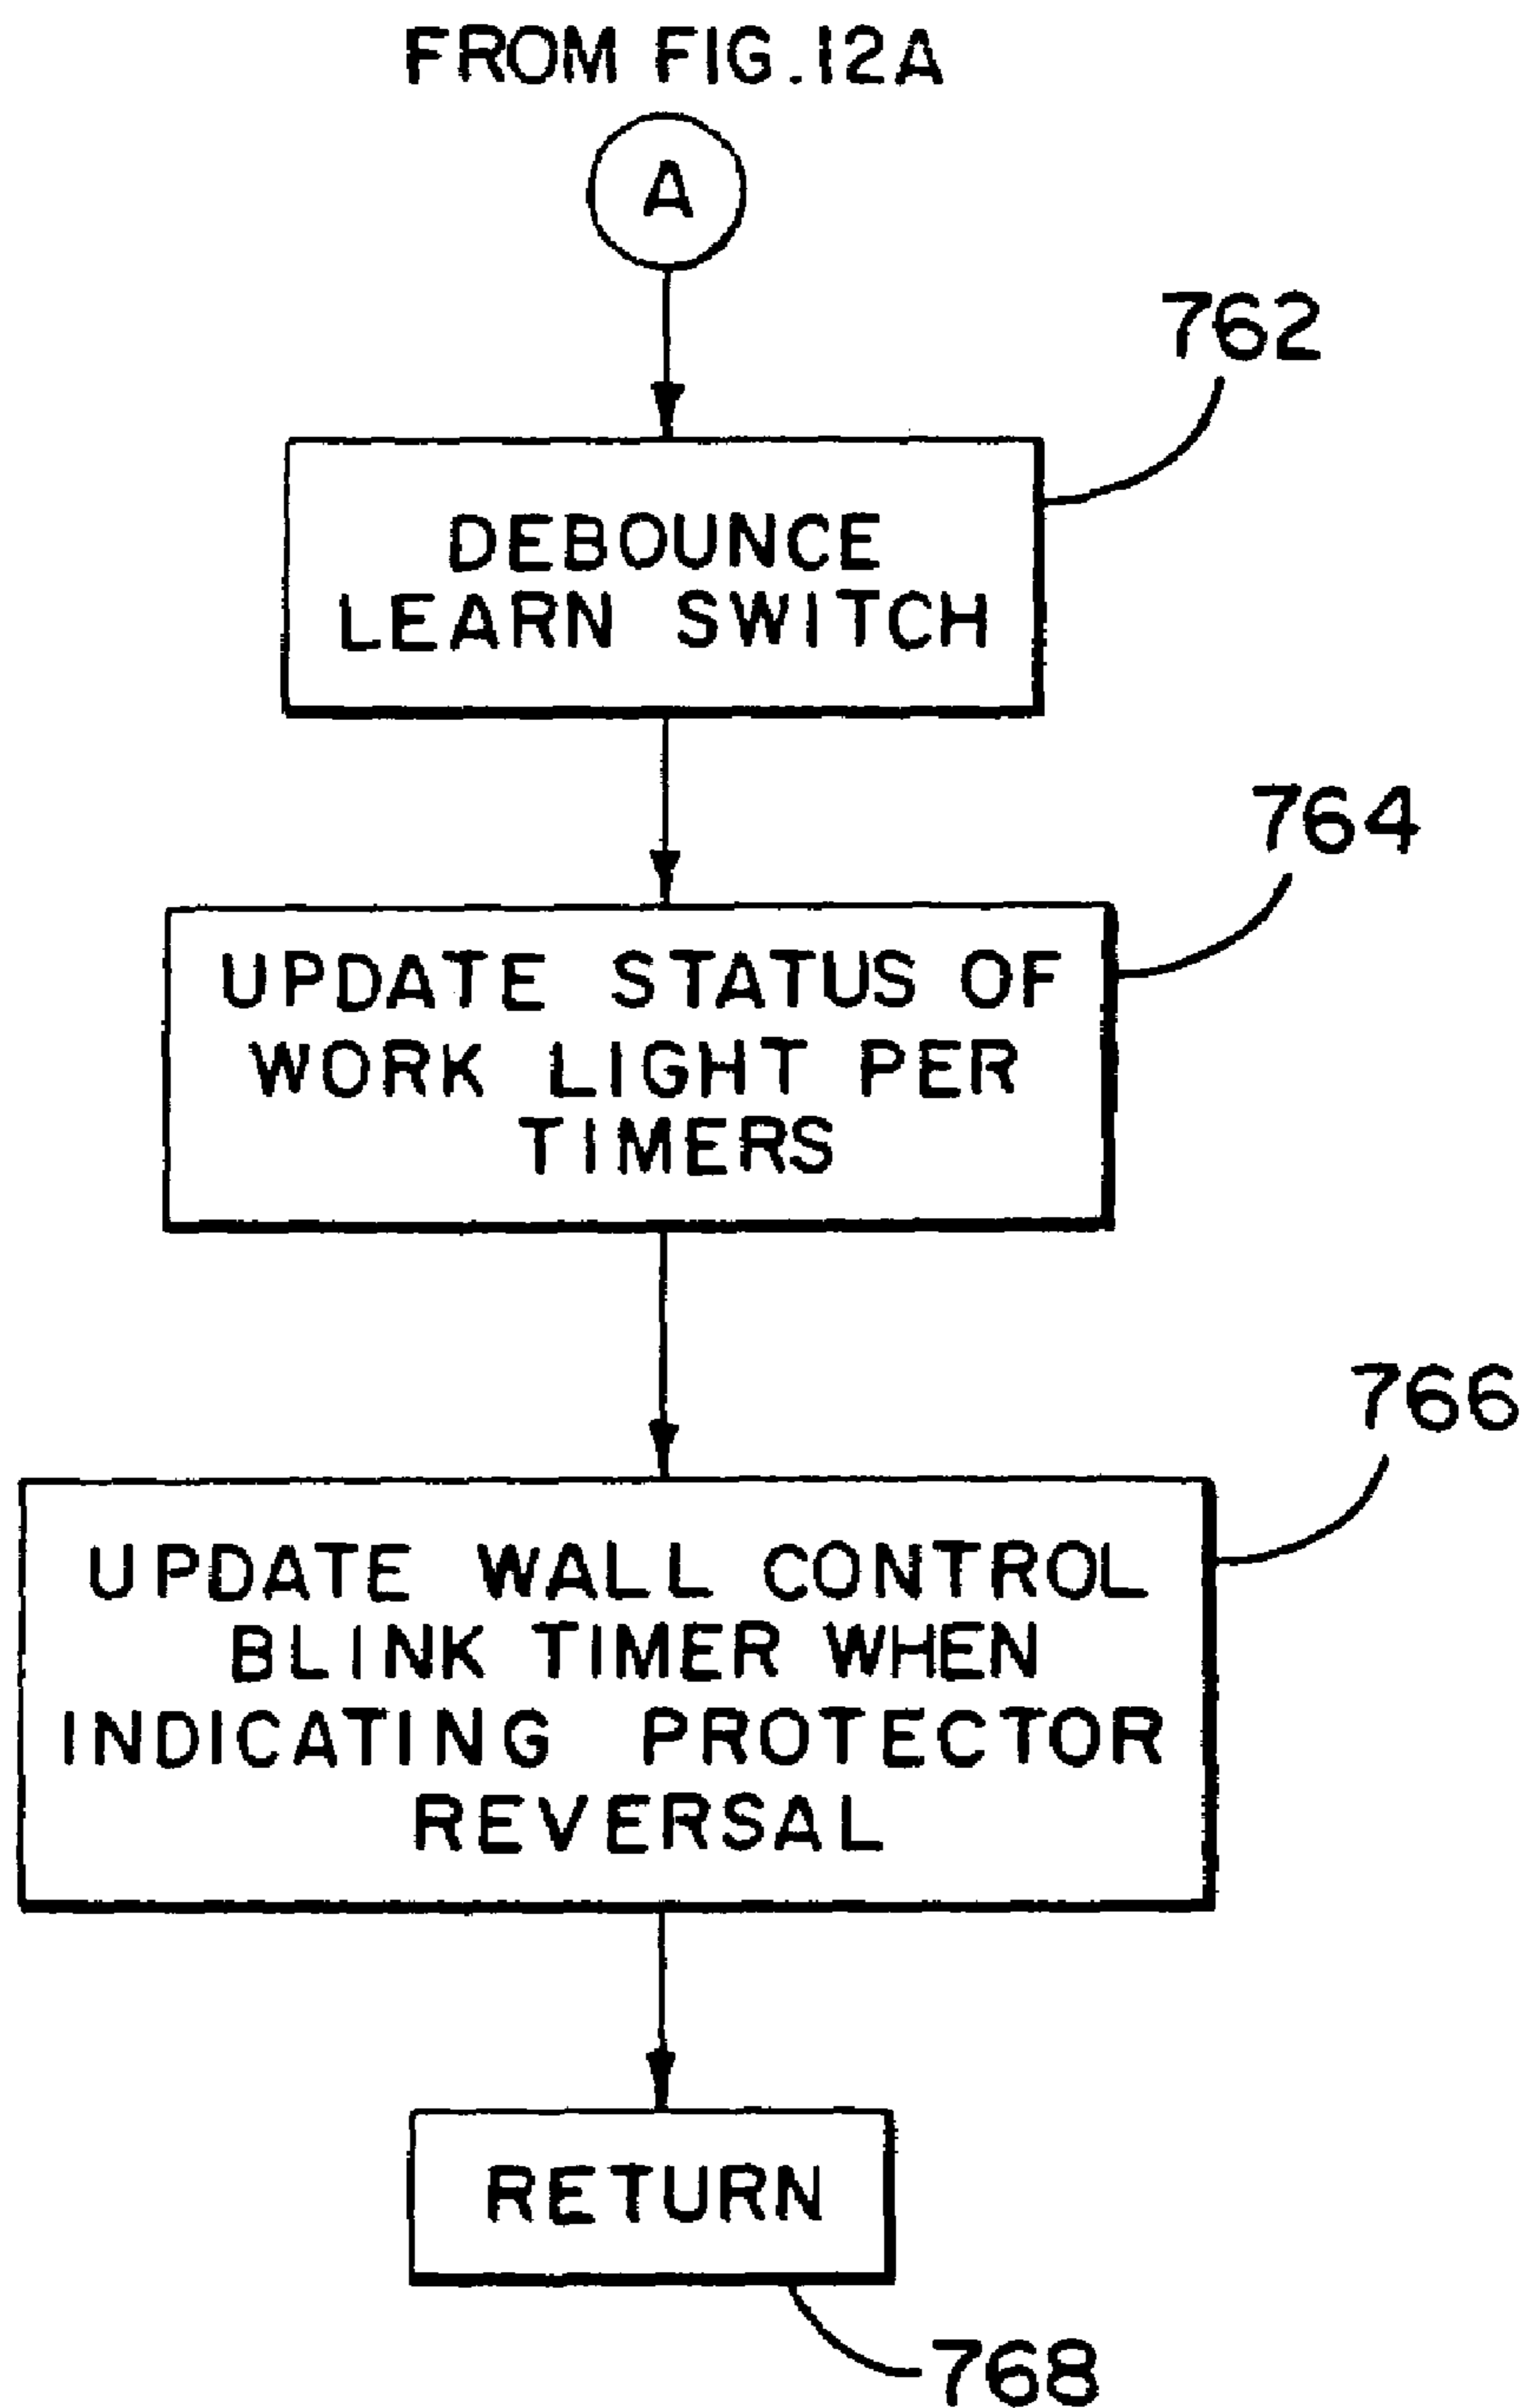 FROM FIG.12A
A
762
DEBOUNCE
LEARN SWITCH
764
UPDATE STATUS OF
WORK LIGHT PER
TIMERS
766
UPDATE WALL CONTROL
BLINK TIMER WHEN
INDICATING PROTECTOR
REVERSAL
RETURN
768